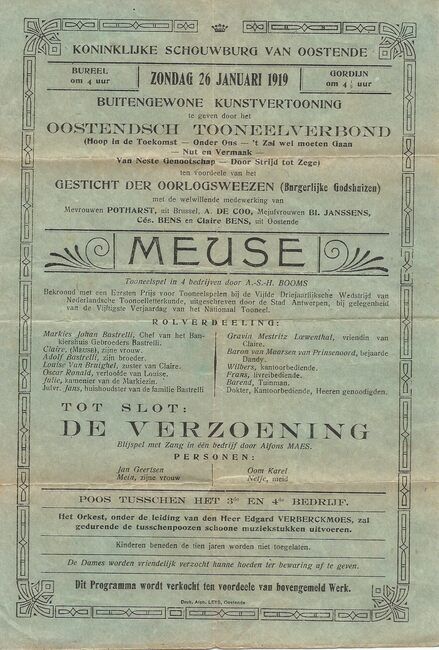 KONINKLIJKE SCHOUWBURG VAN OOSTENDE
BUREEL
om 4 uur
ZONDAG 26 JANUARI 1919
GORDIJN
om 4 ½ uur
BUITENGEWONE KUNSTVERTOONING
te geven door het
OOSTENDSCH TOONEELVERBOND
(Hoop in de Toekomst — Onder Ons — 't Zal wel moeten Gaan
— Nut en Vermaak —
Van Neste Genootschap — Door Strijd tot Zege)
ten voordeele van het
GESTICHT DER OORLOGSWEEZEN (Burgerlijke Godshuizen)
met de welwillende medewerking van
Mevrouwen POTHARST, uit Brussel, A. DE COO, Mejufvrouwen Bl. JANSSENS,
Cés. BENS en Claire BENS, uit Oostende
MEUSE
Tooneelspel in 4 bedrijven door A.-S.-H. BOOMS
Bekroond met een Eersten Prijs voor Tooneelspelen bij de Vijfde Driejaarlijksche Wedstrijd van
Nederlandsche Tooneelletterkunde, uitgeschreven door de Stad Antwerpen, bij gelegenheid
van de Vijftigste Verjaardag van het Nationaal Tooneel.
ROLVERDEELING:
Markies Johan Bastrelli, Chef van het Ban-
kiershuis Gebroeders Bastrelli.
Claire, (MEUSE), zijne vrouw.
Adolf Bastrelli, zijn broeder.
Louise Van Bruighel, zuster van Claire.
Oscar Ronald, verloofde van Louise.
Julie, kamenier van de Markiezin.
Jufvr. Jans, huishoudster van de familie Bastrelli
Gravin Mestritz Lœwenthal, vriendin van
Claire.
Baron van Maarsen van Prinsenoord, bejaarde
Dandy.
Wilbers, kantoorbediende.
Frans, livreibediende.
Barend, Tuinman.
Dokter, Kantoorbediende, Heeren genoodigden.
TOT SLOT:
DE VERZOENING
Blijspel met Zang in één bedrijf door Alfons MAES.
PERSONEN:
Jan Geertsen
Mein, zijne vrouw
Oom Karel
Netje, meid
POOS TUSSCHEN HET 3de EN 4de BEDRIJF.
Het Orkest, onder de leiding van den Heer Edgard VERBERCKMOES, zal
gedurende de tusschenpoozen schoone muziekstukken uitvoeren.
Kinderen beneden de tien jaren worden niet toegelaten.
De Dames worden vriendelijk verzocht hunne hoeden ter bewaring af te geven.
Dit Programma wordt verkocht ten voordeele van bovengemeld Werk.
Druk. Alph. LEYS, Oostende